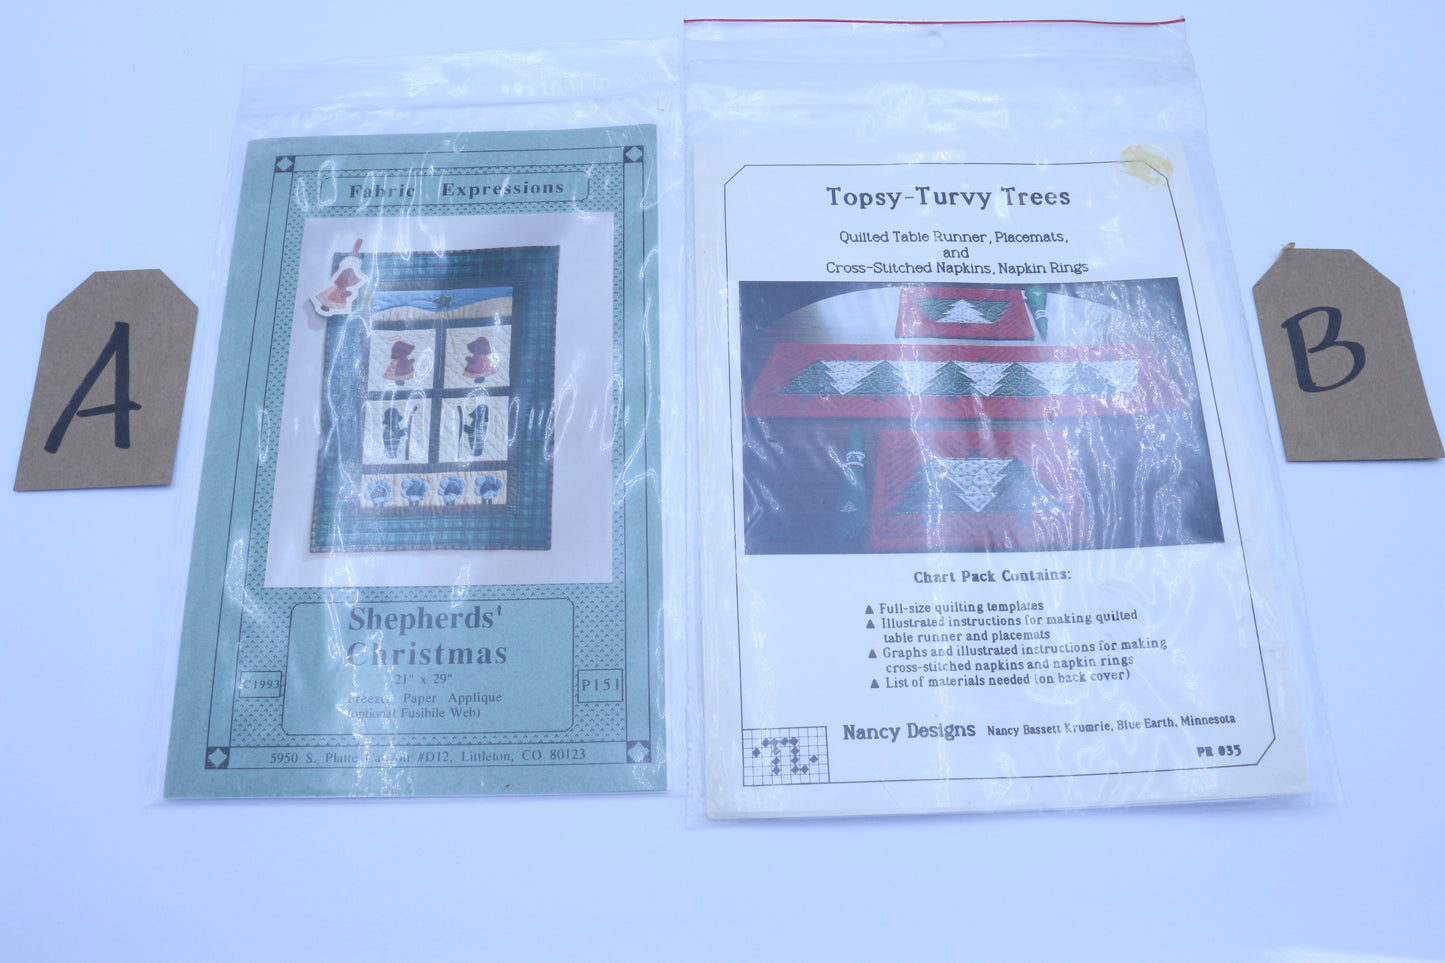 A
Fabric Expressions
Shepherds'
Christmas
21" x 29"
Freezer Paper Applique
(optional Fusibile Web)
C1993
P151
5950 S. Platte Canyon #D12, Littleton, CO 80123
Topsy-Turvy Trees
Quilted Table Runner, Placemats,
and
Cross-Stitched Napkins, Napkin Rings
Chart Pack Contains:
Full-size quilting templates
Illustrated instructions for making quilted
table runner and placemats
Graphs and illustrated instructions for making
cross-stitched napkins and napkin rings
List of materials needed (on back cover)
Nancy Designs Nancy Bassett Krumrie, Blue Earth, Minnesota
PR 035
B